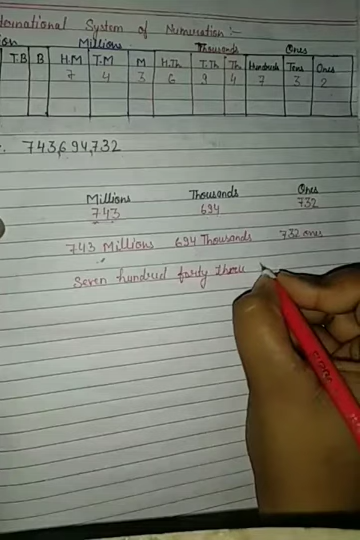 International System of Numeration :-
Millions Thousands Ones
T.B B H.M T.M M H.Th T.Th Th Hundreds Tens Ones
7 4 3 6 9 4 7 3 2
743,694,732
Millions Thousands Ones
743 694 732
743 Millions 694 Thousands 732 ones
Seven hundred forty three